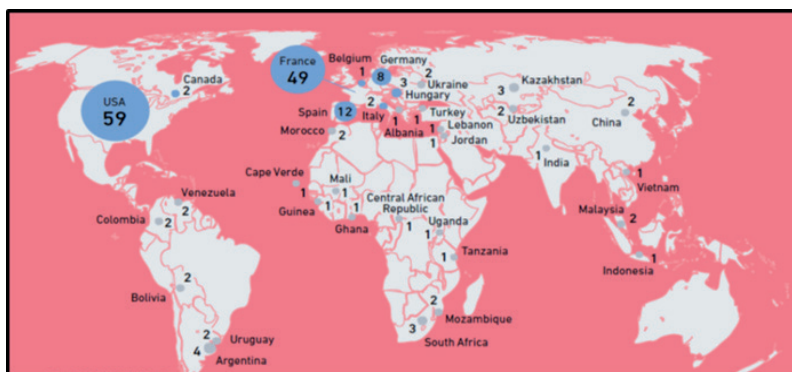 Canada
2
USA
59
France
49
Belgium
1
Germany
8
2
Ukraine
3
Hungary
Spain
12
2
Italy
Morocco
2
1
Albania
1
Turkey
1
Lebanon
1
Jordan
Kazakhstan
3
2
Uzbekistan
2
China
1
India
1
Vietnam
Malaysia
2
Indonesia
1
Cape Verde
1
Mali
1
Guinea
1
Ghana
1
Central African
Republic
1
Uganda
1
1
Tanzania
2
Mozambique
3
South Africa
Venezuela
2
Colombia
2
2
Bolivia
2
Uruguay
4
Argentina